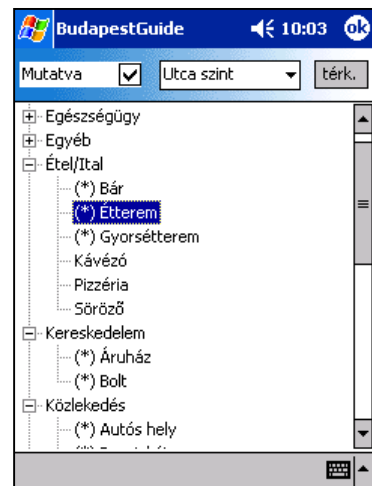 BudapestGuide 10:03 ok
Mutatva Utca szint térk.
Egészségügy
Egyéb
Étel/Ital
(*) Bár
(*) Étterem
(*) Gyorsétterem
Kávézó
Pizzéria
Söröző
Kereskedelem
(*) Áruház
(*) Bolt
Közlekedés
(*) Autós hely